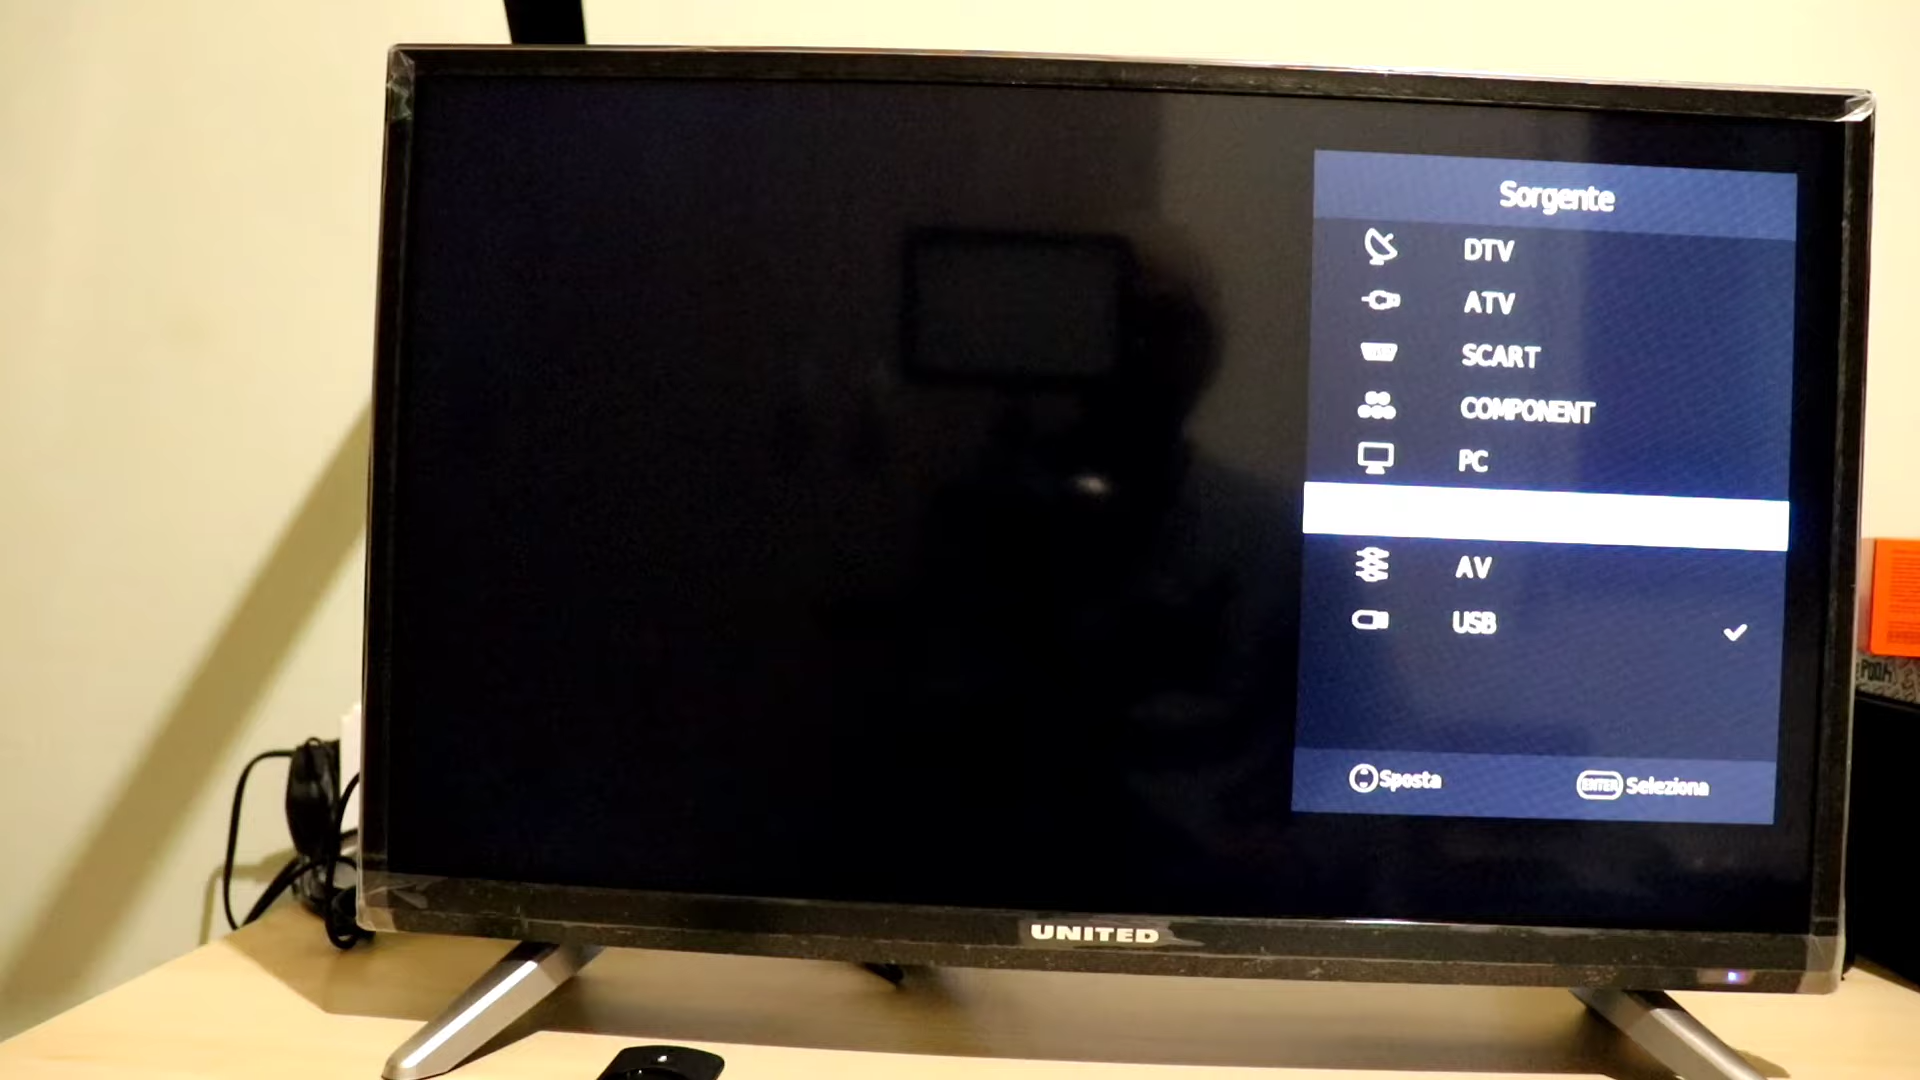 Sorgente
DTV
ATV
SCART
COMPONENT
PC
AV
USB
Sposta
ENTER Seleziona
UNITED